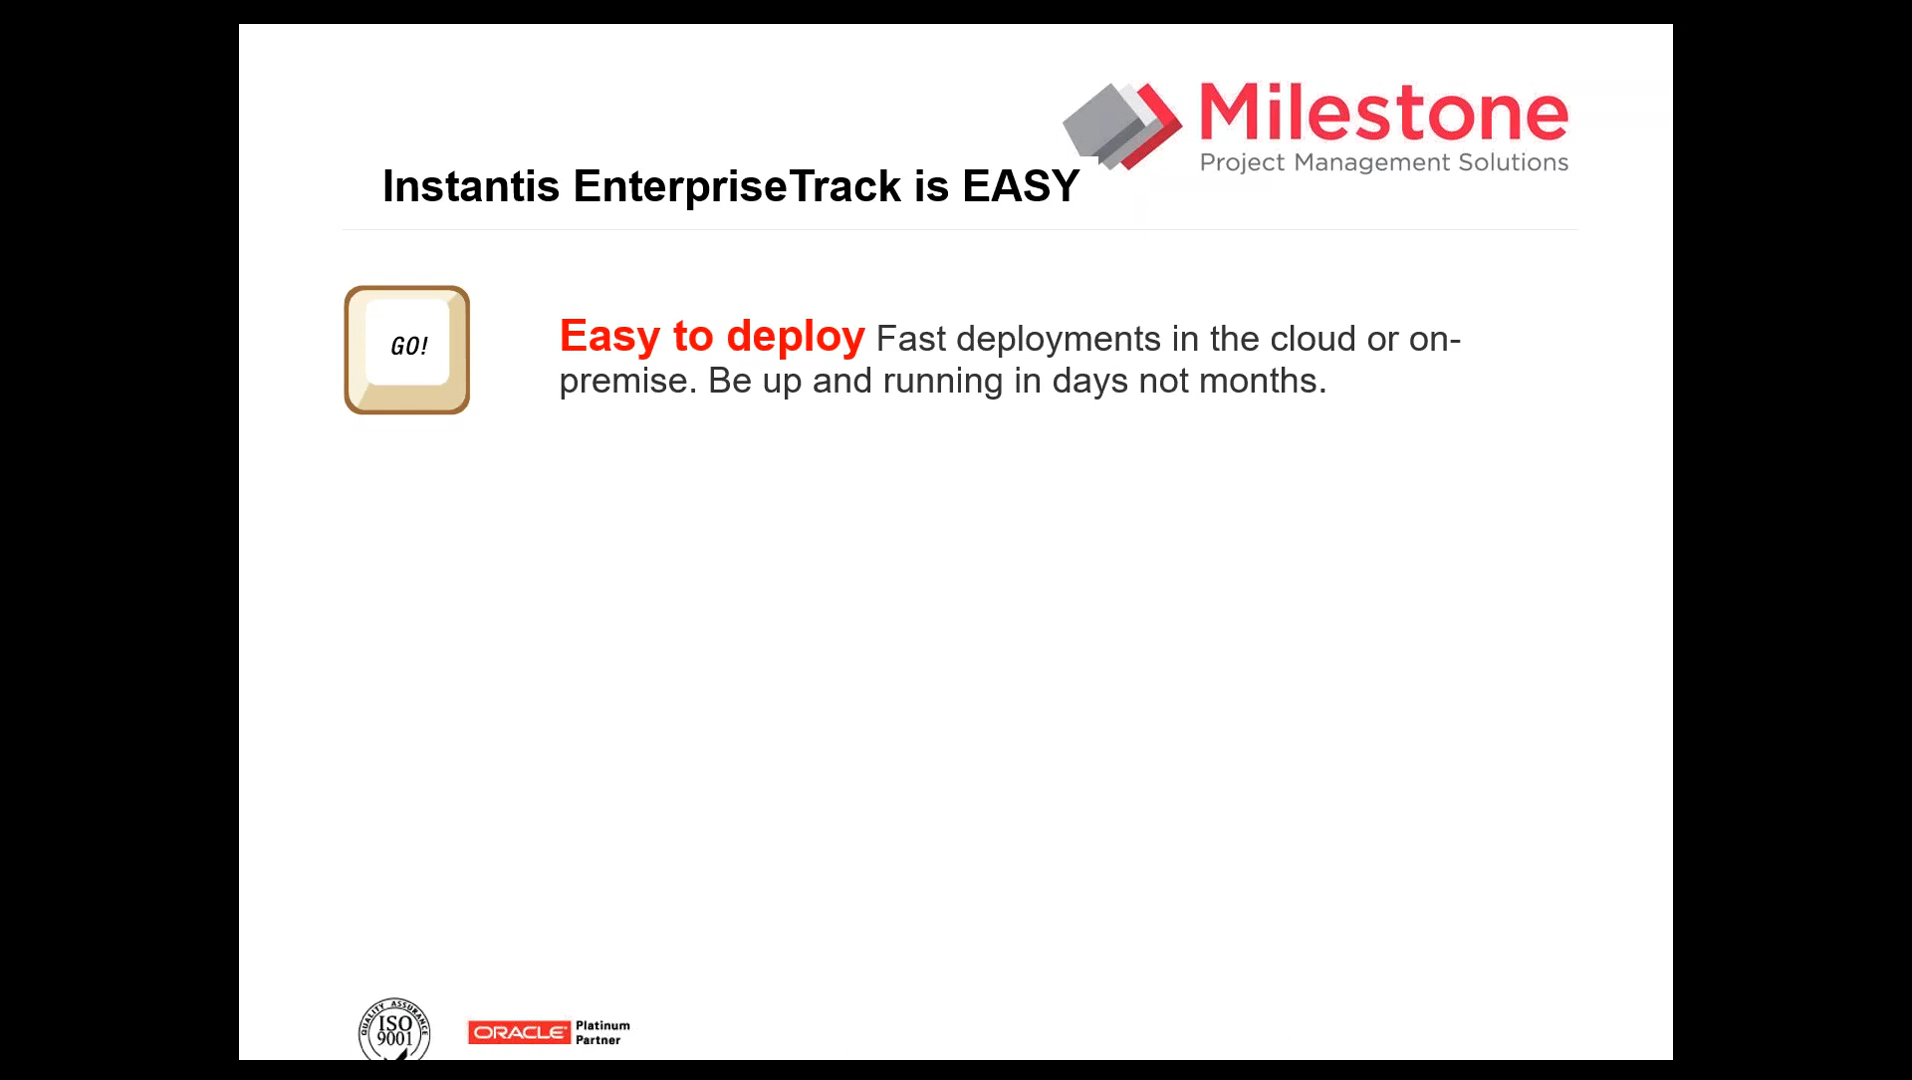 Milestone
Project Management Solutions
Instantis EnterpriseTrack is EASY
GO!
Easy to deploy Fast deployments in the cloud or on-
premise. Be up and running in days not months.
QUALITY ASSURANCE
ISO
9001
ORACLE Platinum
Partner